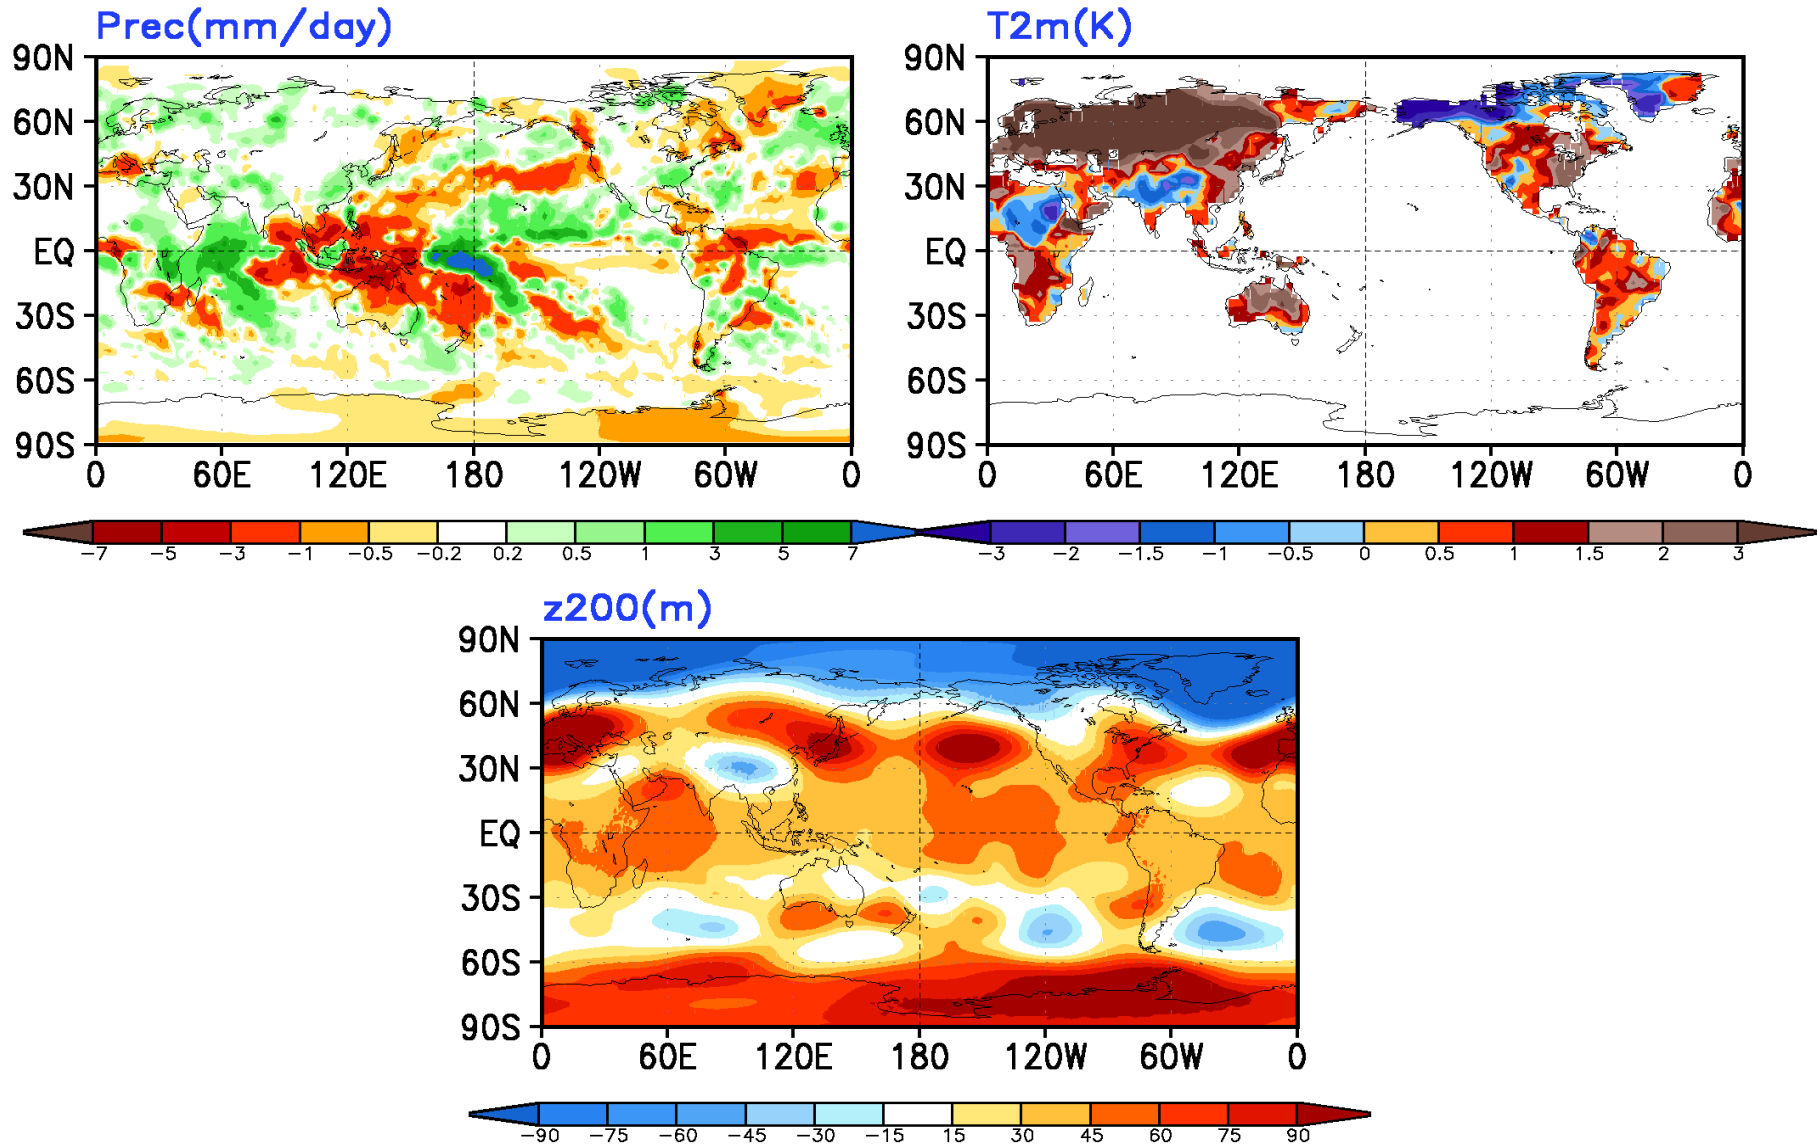 Prec(mm/day)
90N
60N
30N
EQ
30S
60S
90S
0 60E 120E 180 120W 60W 0
-7 -5 -3 -1 -0.5 -0.2 0.2 0.5 1 3 5 7
T2m(K)
90N
60N
30N
EQ
30S
60S
90S
0 60E 120E 180 120W 60W 0
-3 -2 -1.5 -1 -0.5 0 0.5 1 1.5 2 3
z200(m)
90N
60N
30N
EQ
30S
60S
90S
0 60E 120E 180 120W 60W 0
-90 -75 -60 -45 -30 -15 15 30 45 60 75 90